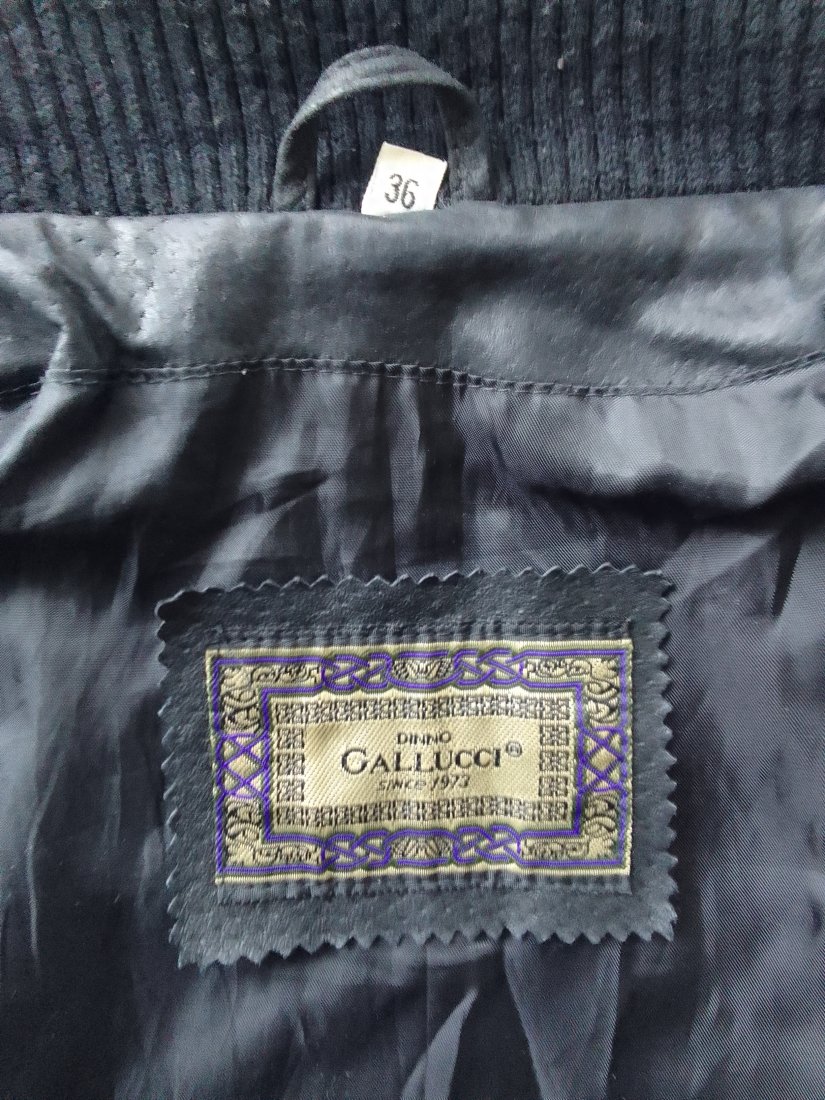 36
DINNO
GALLUCCI®
SINCE 1973